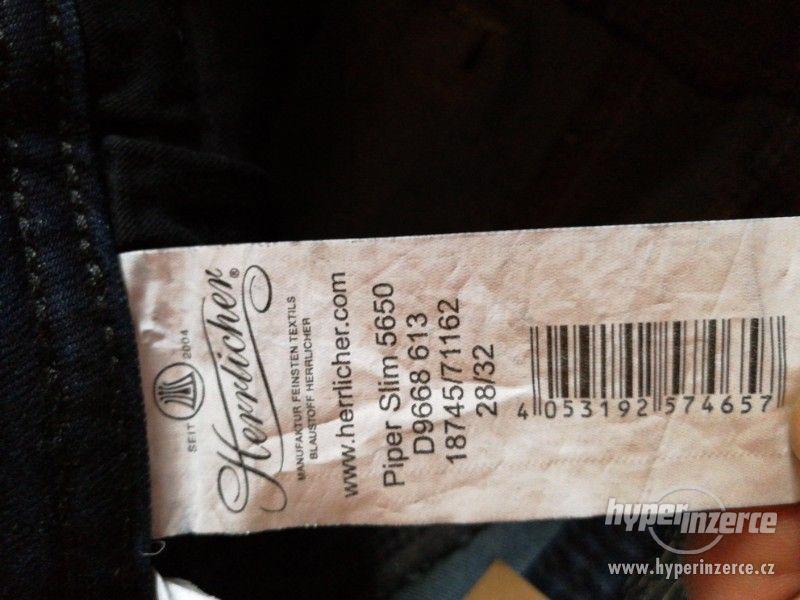 SEIT 2004
Herrlicher®
MANUFAKTUR FEINSTEN TEXTILS
BLAUSTOFF HERRLICHER
www.herrlicher.com
Piper Slim 5650
D9668 613
18745/71162
28/32
4 053192 574657
hyperinzerce
www.hyperinzerce.cz